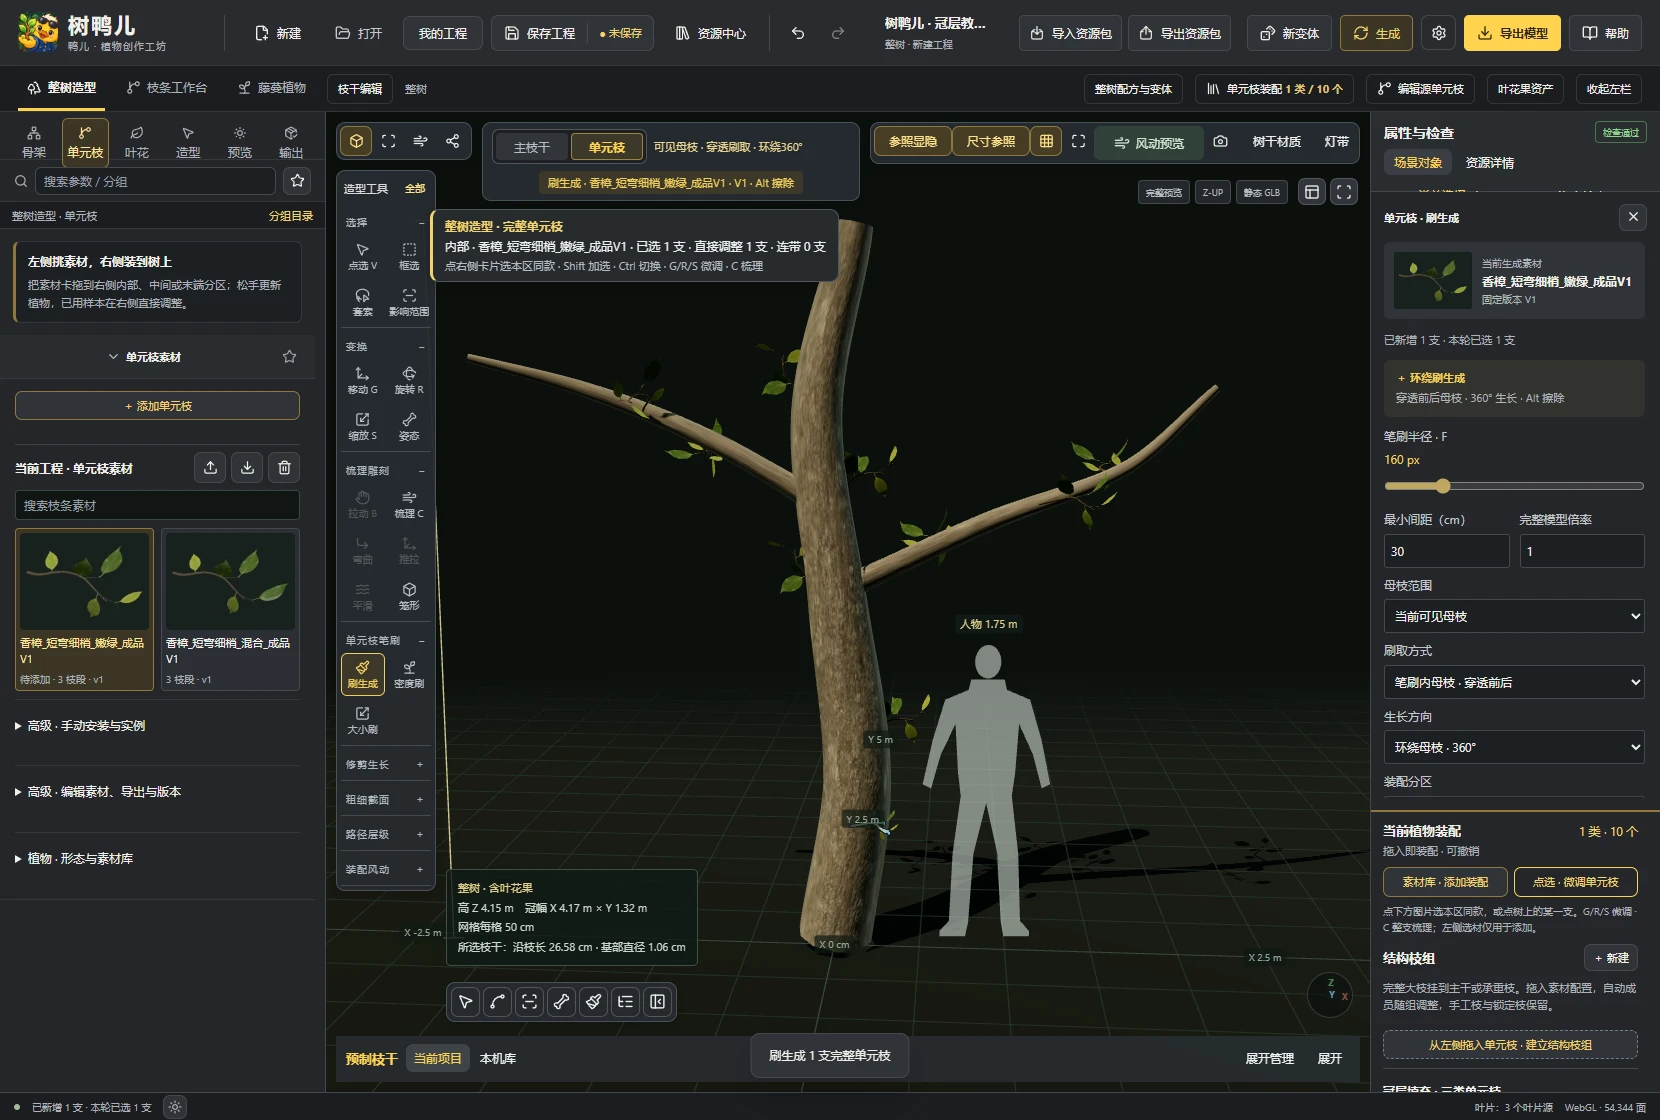 树鸭儿
鸭儿 · 植物创作工坊
新建
打开
我的工程
保存工程
未保存
资源中心
树鸭儿 · 冠层教...
整树 · 新建工程
导入资源包
导出资源包
新变体
生成
导出模型
帮助
整树造型
枝条工作台
藤蔓植物
枝干编辑
整树
整树配方与变体
单元枝装配 1 类 / 10 个
编辑源单元枝
叶花果资产
收起左栏
骨架
单元枝
叶花
造型
预览
输出
搜索参数 / 分组
整树造型 · 单元枝
分组目录
左侧挑素材，右侧装到树上
把素材卡拖到右侧内部、中间或末端分区；松手更新
植物，已用样本在右侧直接调整。
单元枝素材
+ 添加单元枝
当前工程 · 单元枝素材
搜索枝条素材
香樟_短弯细梢_嫩绿_成品
V1
待添加 · 3 枝段 · v1
香樟_短弯细梢_混合_成品
V1
3 枝段 · v1
高级 · 手动安装与实例
高级 · 编辑素材、导出与版本
植物 · 形态与素材库
主枝干
单元枝
可见母枝 · 穿透刷取 · 环绕360°
刷生成 · 香樟_短弯细梢_嫩绿_成品V1 · V1 · Alt 擦除
参照显隐
尺寸参照
风动预览
树干材质
灯带
完整预览
Z-UP
静态 GLB
造型工具
全部
选择
−
点选 V
框选
套索
影响范围
变换
−
移动 G
旋转 R
缩放 S
姿态
梳理雕刻
−
拉动 B
梳理 C
弯曲
推拉
平滑
笼形
单元枝笔刷
−
刷生成
密度刷
大小刷
修剪生长
+
粗细截面
+
路径层级
+
装配风动
+
整树造型 · 完整单元枝
内部 · 香樟_短弯细梢_嫩绿_成品V1 · 已选 1 支 · 直接调整 1 支 · 连带 0 支
点右侧卡片选本区同款 · Shift 加选 · Ctrl 切换 · G/R/S 微调 · C 梳理
人物 1.75 m
Y 5 m
Y 2.5 m
X -2.5 m
X 0 cm
X 2.5 m
Z
Y
X
整树 · 含叶花果
高 Z 4.15 m 冠幅 X 4.17 m × Y 1.32 m
网格每格 50 cm
所选枝干：沿枝长 26.58 cm · 基部直径 1.06 cm
预制枝干
当前项目
本机库
刷生成 1 支完整单元枝
展开管理
展开
属性与检查
检查通过
场景对象
资源详情
单元枝 · 刷生成
当前生成素材
香樟_短弯细梢_嫩绿_成品V1
固定版本 V1
已新增 1 支 · 本轮已选 1 支
+ 环绕刷生成
穿透前后母枝 · 360° 生长 · Alt 擦除
笔刷半径 · F
160 px
最小间距（cm）
完整模型倍率
30
1
母枝范围
当前可见母枝
刷取方式
笔刷内母枝 · 穿透前后
生长方向
环绕母枝 · 360°
装配分区
当前植物装配
1 类 · 10 个
拖入即装配 · 可撤销
素材库 · 添加装配
点选 · 微调单元枝
点下方图片选本区同款，或点树上的某一支。G/R/S 微调 ·
C 整支梳理；左侧选材仅用于添加。
结构枝组
+ 新建
完整大枝挂到主干或承重枝。拖入素材配置，自动成
员随组调整，手工枝与锁定枝保留。
从左侧拖入单元枝 · 建立结构枝组
冠层填充 · 三类单元枝
已新增 1 支 · 本轮已选 1 支
叶片：3 个叶片源
WebGL · 54,344 面